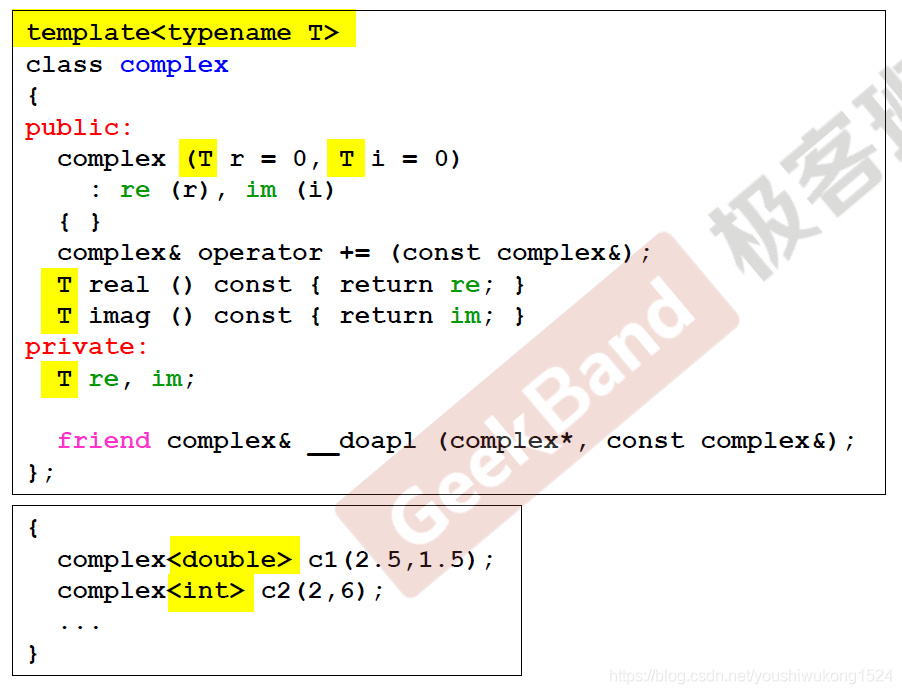 template<typename T>
class complex
{
public:
  complex (T r = 0, T i = 0)
    : re (r), im (i)
  { }
  complex& operator += (const complex&);
  T real () const { return re; }
  T imag () const { return im; }
private:
  T re, im;
  friend complex& __doapl (complex*, const complex&);
};
{
  complex<double> c1(2.5,1.5);
  complex<int> c2(2,6);
  ...
}
GeekBand
极客班
https://blog.csdn.net/youshiwukong1524